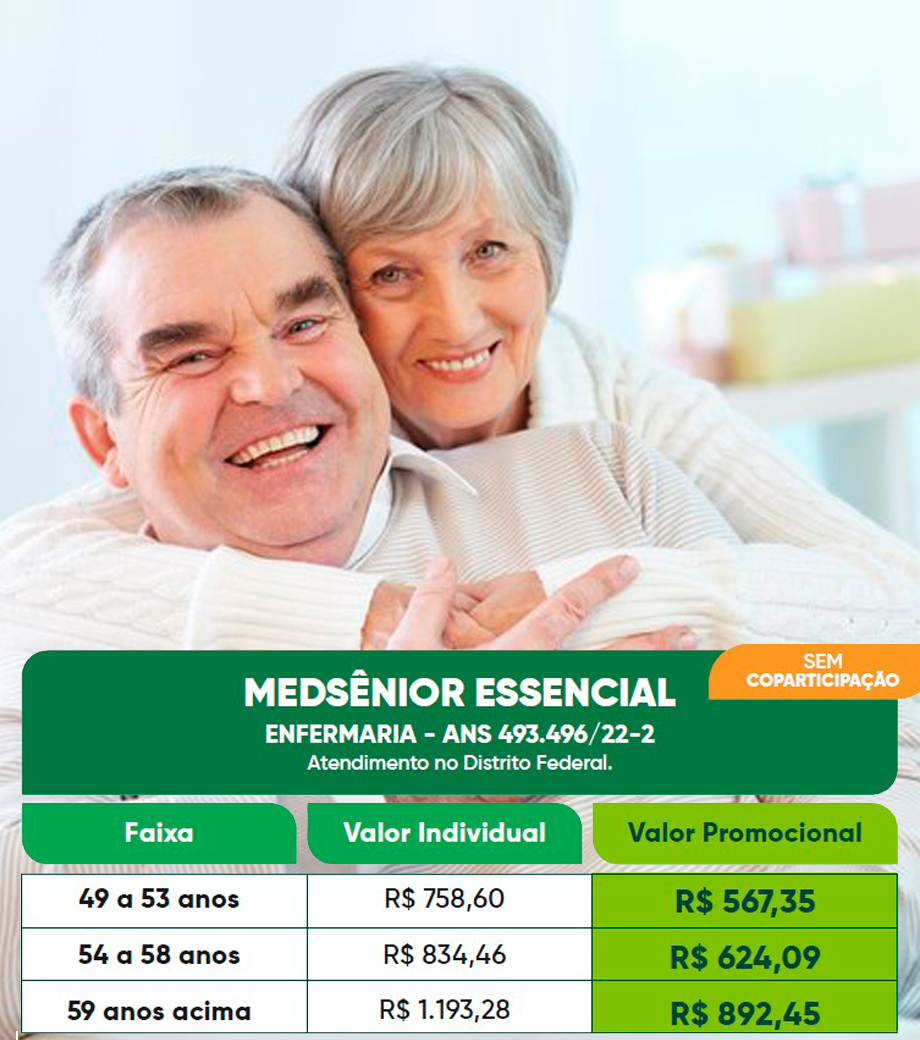 SEM
COPARTICIPAÇÃO
MEDSÊNIOR ESSENCIAL
ENFERMARIA - ANS 493.496/22-2
Atendimento no Distrito Federal.
Faixa Valor Individual Valor Promocional
49 a 53 anos R$ 758,60 R$ 567,35
54 a 58 anos R$ 834,46 R$ 624,09
59 anos acima R$ 1.193,28 R$ 892,45